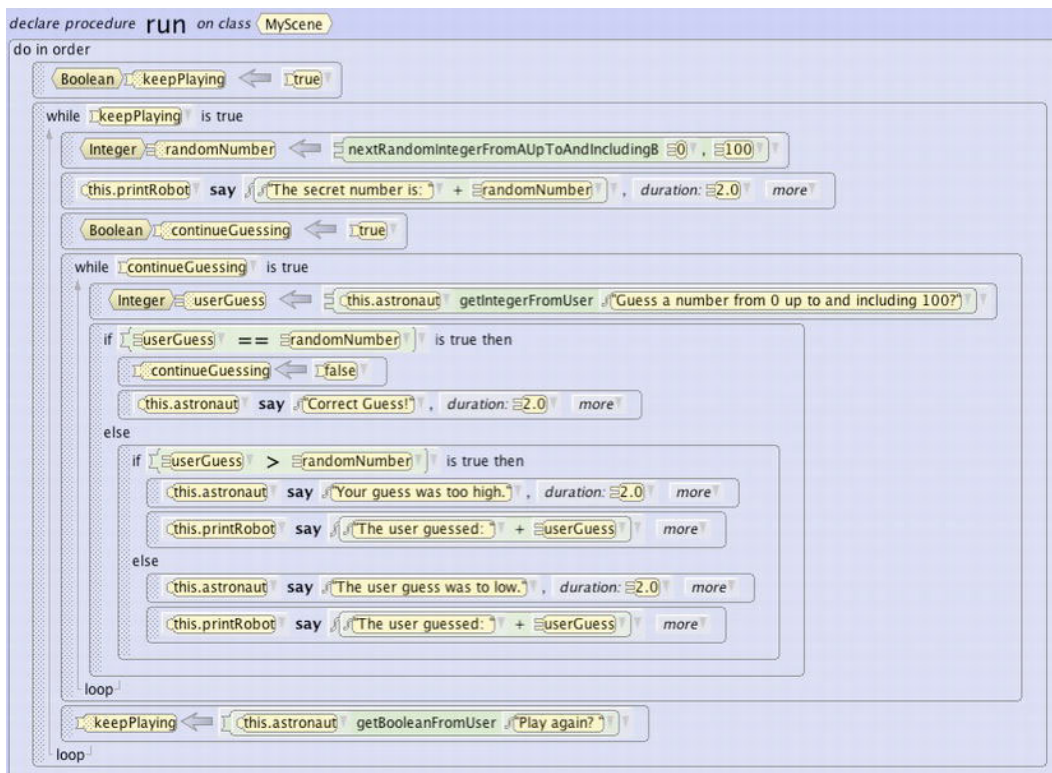 declare procedure run on class MyScene
do in order
Boolean keepPlaying true
while keepPlaying is true
Integer randomNumber nextRandomIntegerFromAUpToAndIncludingB 0 , 100
this.printRobot say "The secret number is: " + randomNumber , duration: 2.0 more
Boolean continueGuessing true
while continueGuessing is true
Integer userGuess this.astronaut getIntegerFromUser "Guess a number from 0 up to and including 100?"
if userGuess == randomNumber is true then
continueGuessing false
this.astronaut say "Correct Guess!" , duration: 2.0 more
else
if userGuess > randomNumber is true then
this.astronaut say "Your guess was too high." , duration: 2.0 more
this.printRobot say "The user guessed: " + userGuess more
else
this.astronaut say "The user guess was to low." , duration: 2.0 more
this.printRobot say "The user guessed: " + userGuess more
loop
keepPlaying this.astronaut getBooleanFromUser "Play again? "
loop